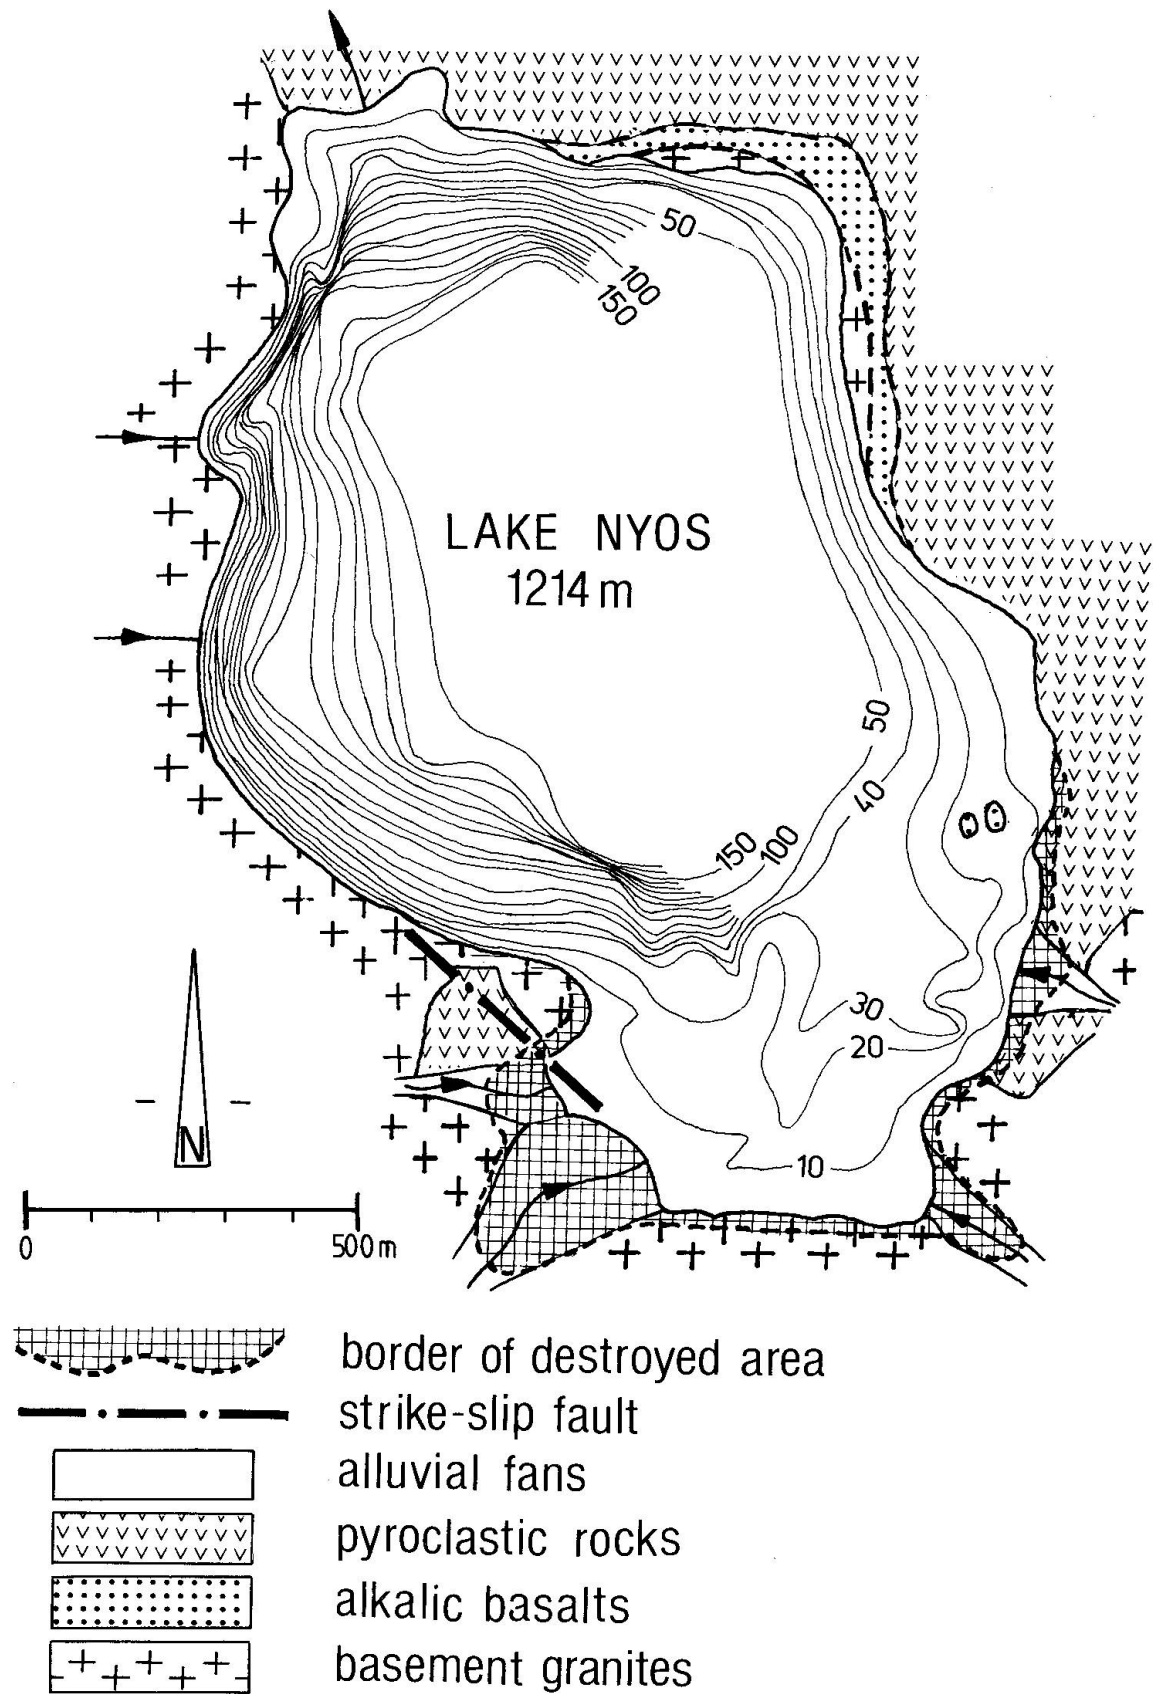 50
100
150
LAKE NYOS
1214 m
50
40
150
100
30
20
10
N
0
500 m
border of destroyed area
strike-slip fault
alluvial fans
pyroclastic rocks
alkalic basalts
basement granites